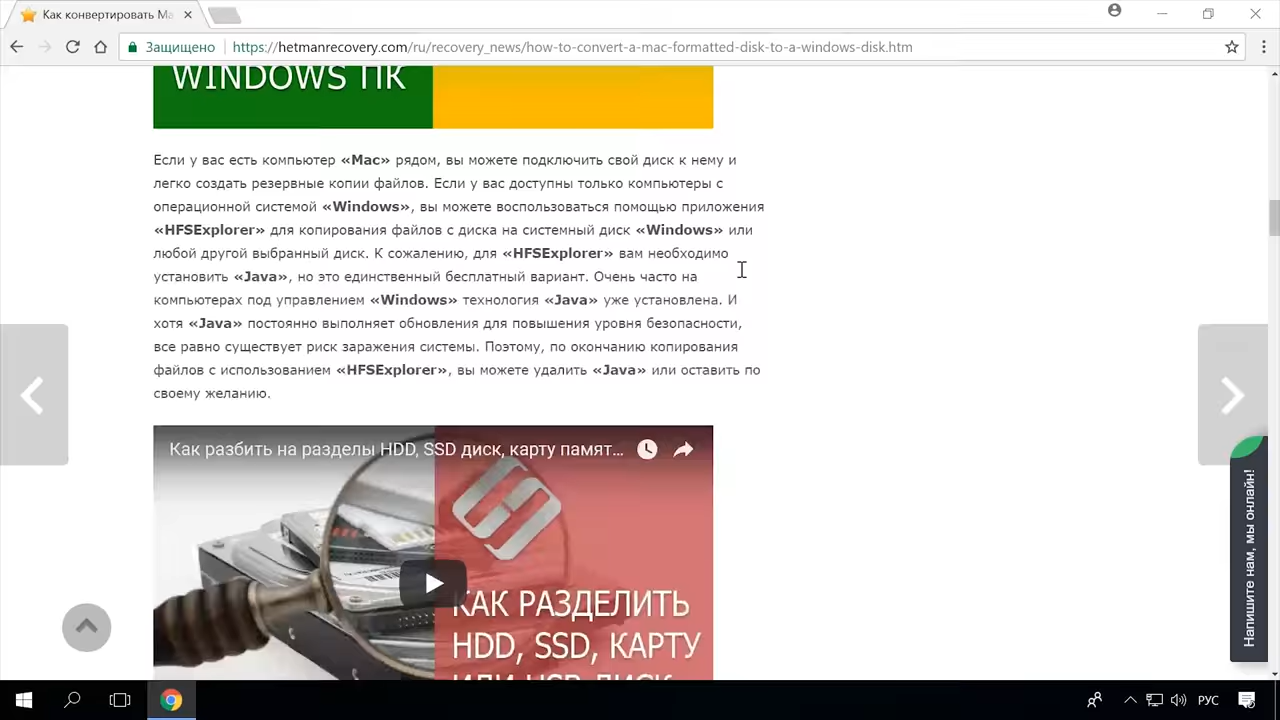 Как конвертировать Ма
Защищено
https://hetmanrecovery.com/ru/recovery_news/how-to-convert-a-mac-formatted-disk-to-a-windows-disk.htm
WINDOWS ПК
Если у вас есть компьютер «Mac» рядом, вы можете подключить свой диск к нему и
легко создать резервные копии файлов. Если у вас доступны только компьютеры с
операционной системой «Windows», вы можете воспользоваться помощью приложения
«HFSExplorer» для копирования файлов с диска на системный диск «Windows» или
любой другой выбранный диск. К сожалению, для «HFSExplorer» вам необходимо
установить «Java», но это единственный бесплатный вариант. Очень часто на
компьютерах под управлением «Windows» технология «Java» уже установлена. И
хотя «Java» постоянно выполняет обновления для повышения уровня безопасности,
все равно существует риск заражения системы. Поэтому, по окончанию копирования
файлов с использованием «HFSExplorer», вы можете удалить «Java» или оставить по
своему желанию.
Как разбить на разделы HDD, SSD диск, карту памят...
КАК РАЗДЕЛИТЬ
HDD, SSD, КАРТУ
ИЛИ USB ДИСК
Напишите нам, мы онлайн!
РУС